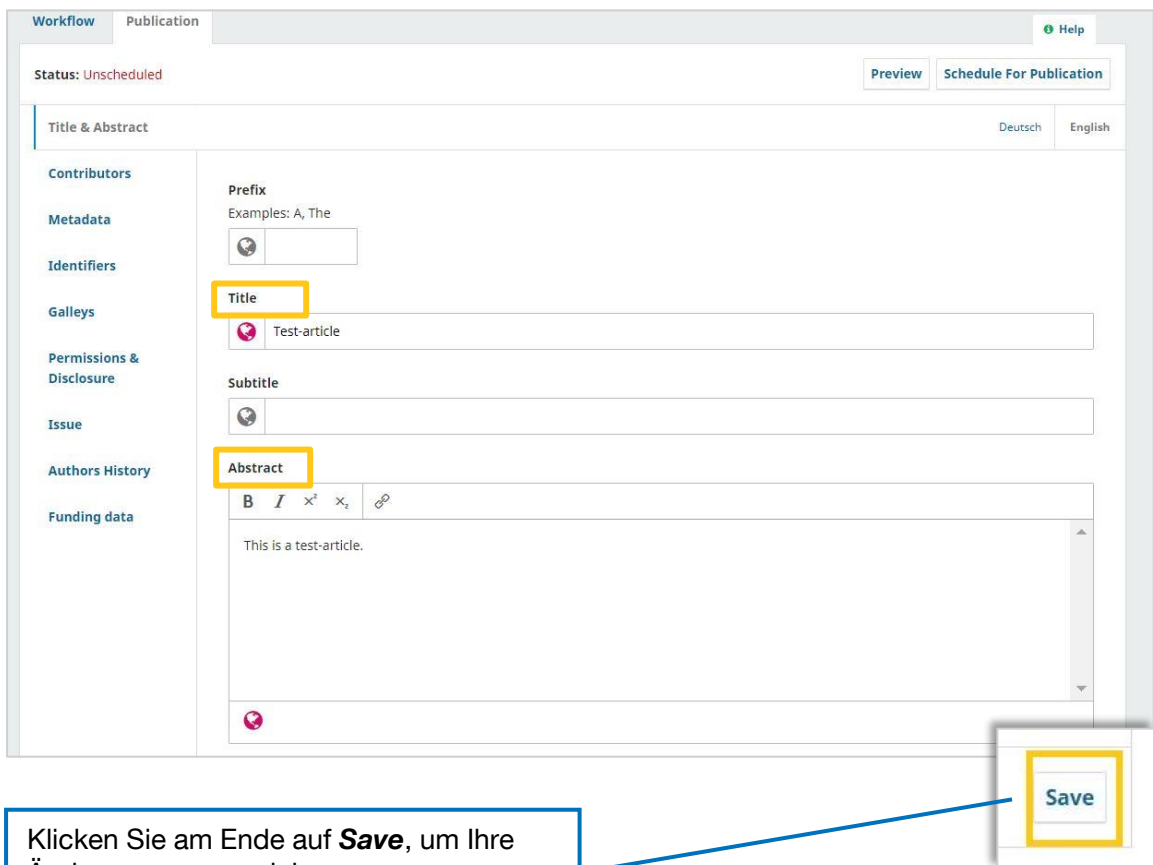 Workflow Publication
Help
Status: Unscheduled
Preview Schedule For Publication
Title & Abstract
Deutsch English
Contributors
Metadata
Identifiers
Galleys
Permissions &
Disclosure
Issue
Authors History
Funding data
Prefix
Examples: A, The
Title
Test-article
Subtitle
Abstract
B I x² x₂
This is a test-article.
Save
Klicken Sie am Ende auf Save, um Ihre